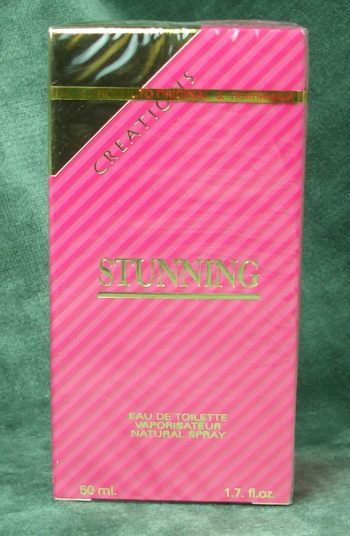 CREATIONS
STUNNING
EAU DE TOILETTE
VAPORISATEUR
NATURAL SPRAY
50 ml. 1.7. fl.oz.